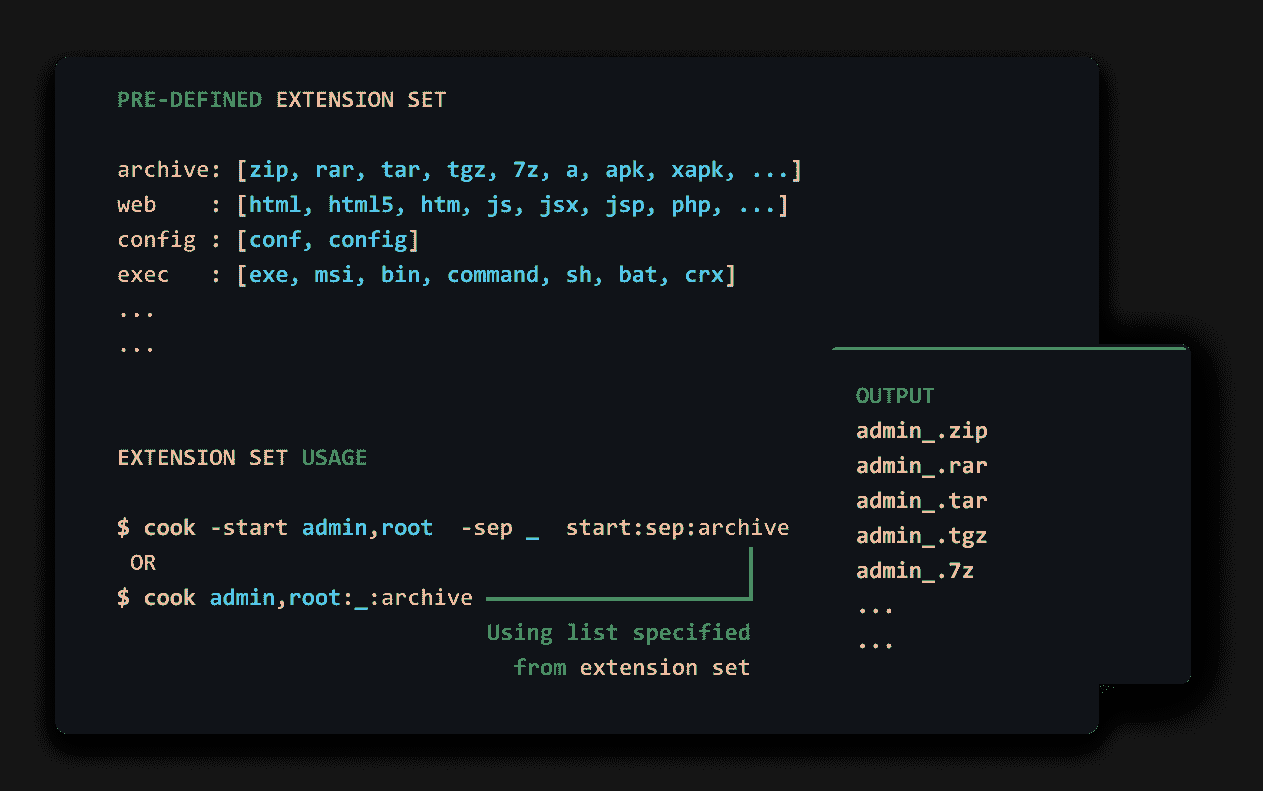 PRE-DEFINED EXTENSION SET
archive: [zip, rar, tar, tgz, 7z, a, apk, xapk, ...]
web    : [html, html5, htm, js, jsx, jsp, php, ...]
config : [conf, config]
exec   : [exe, msi, bin, command, sh, bat, crx]
...
...
EXTENSION SET USAGE
$ cook -start admin,root  -sep _  start:sep:archive
OR
$ cook admin,root:_:archive
Using list specified
from extension set
OUTPUT
admin_.zip
admin_.rar
admin_.tar
admin_.tgz
admin_.7z
...
...